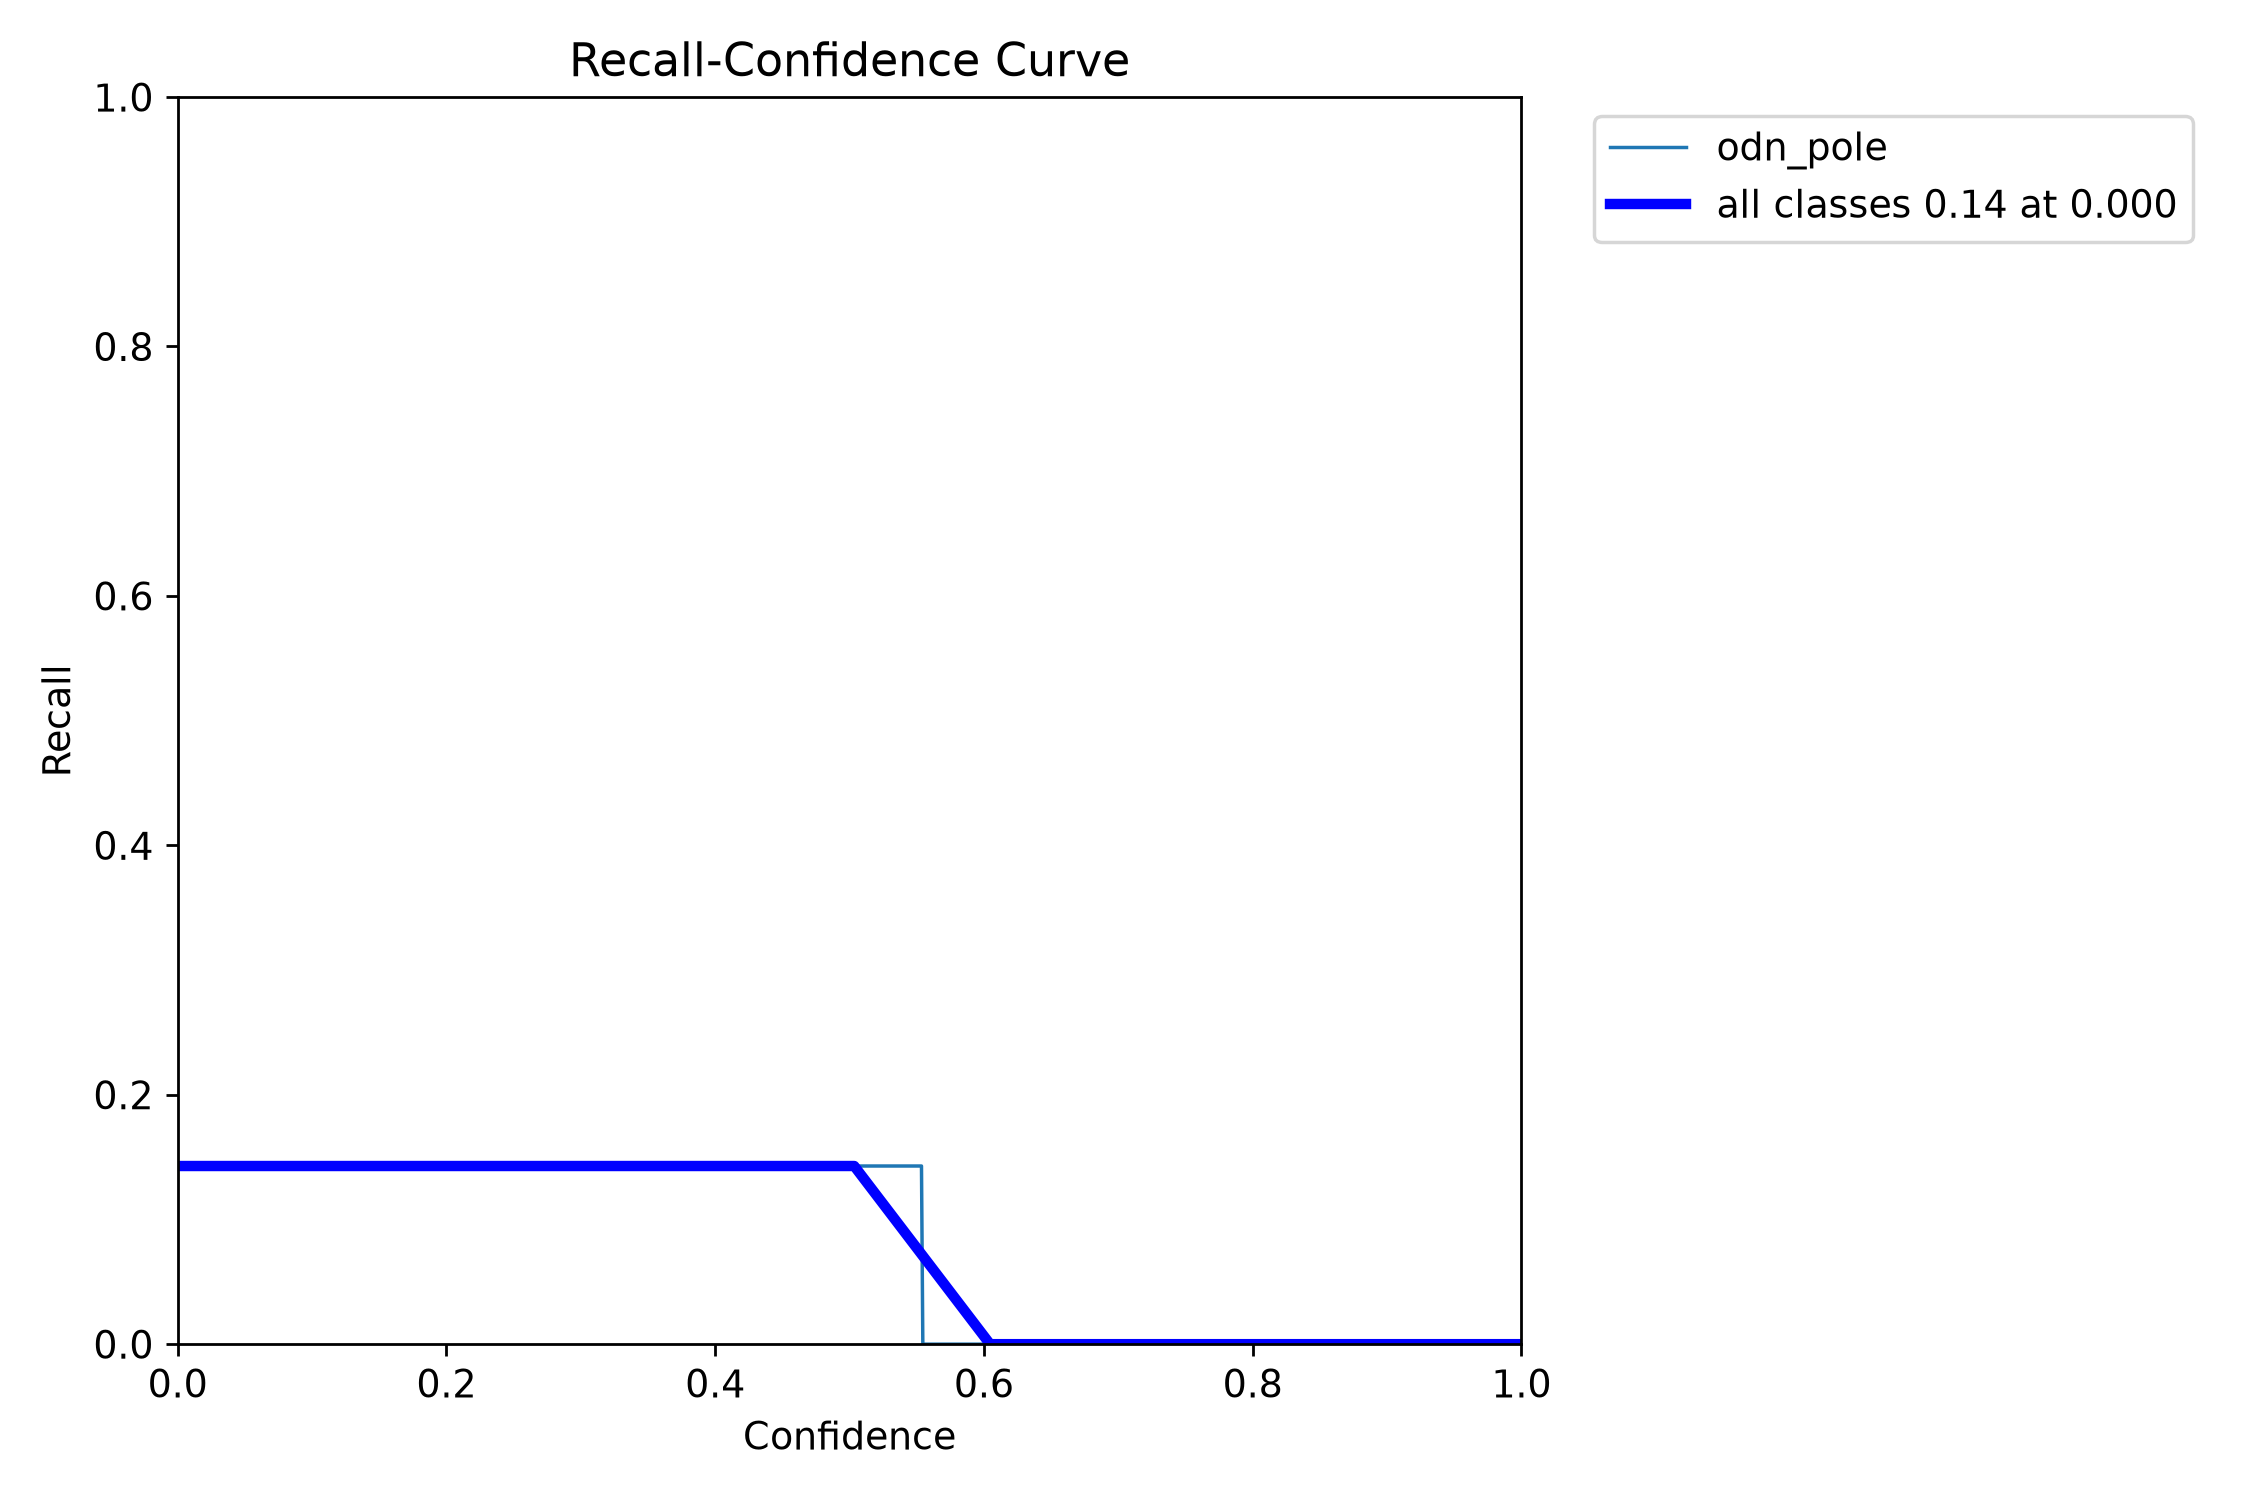 Recall-Confidence Curve
1.0
0.8
0.6
0.4
0.2
0.0
Recall
0.0 0.2 0.4 0.6 0.8 1.0
Confidence
odn_pole
all classes 0.14 at 0.000